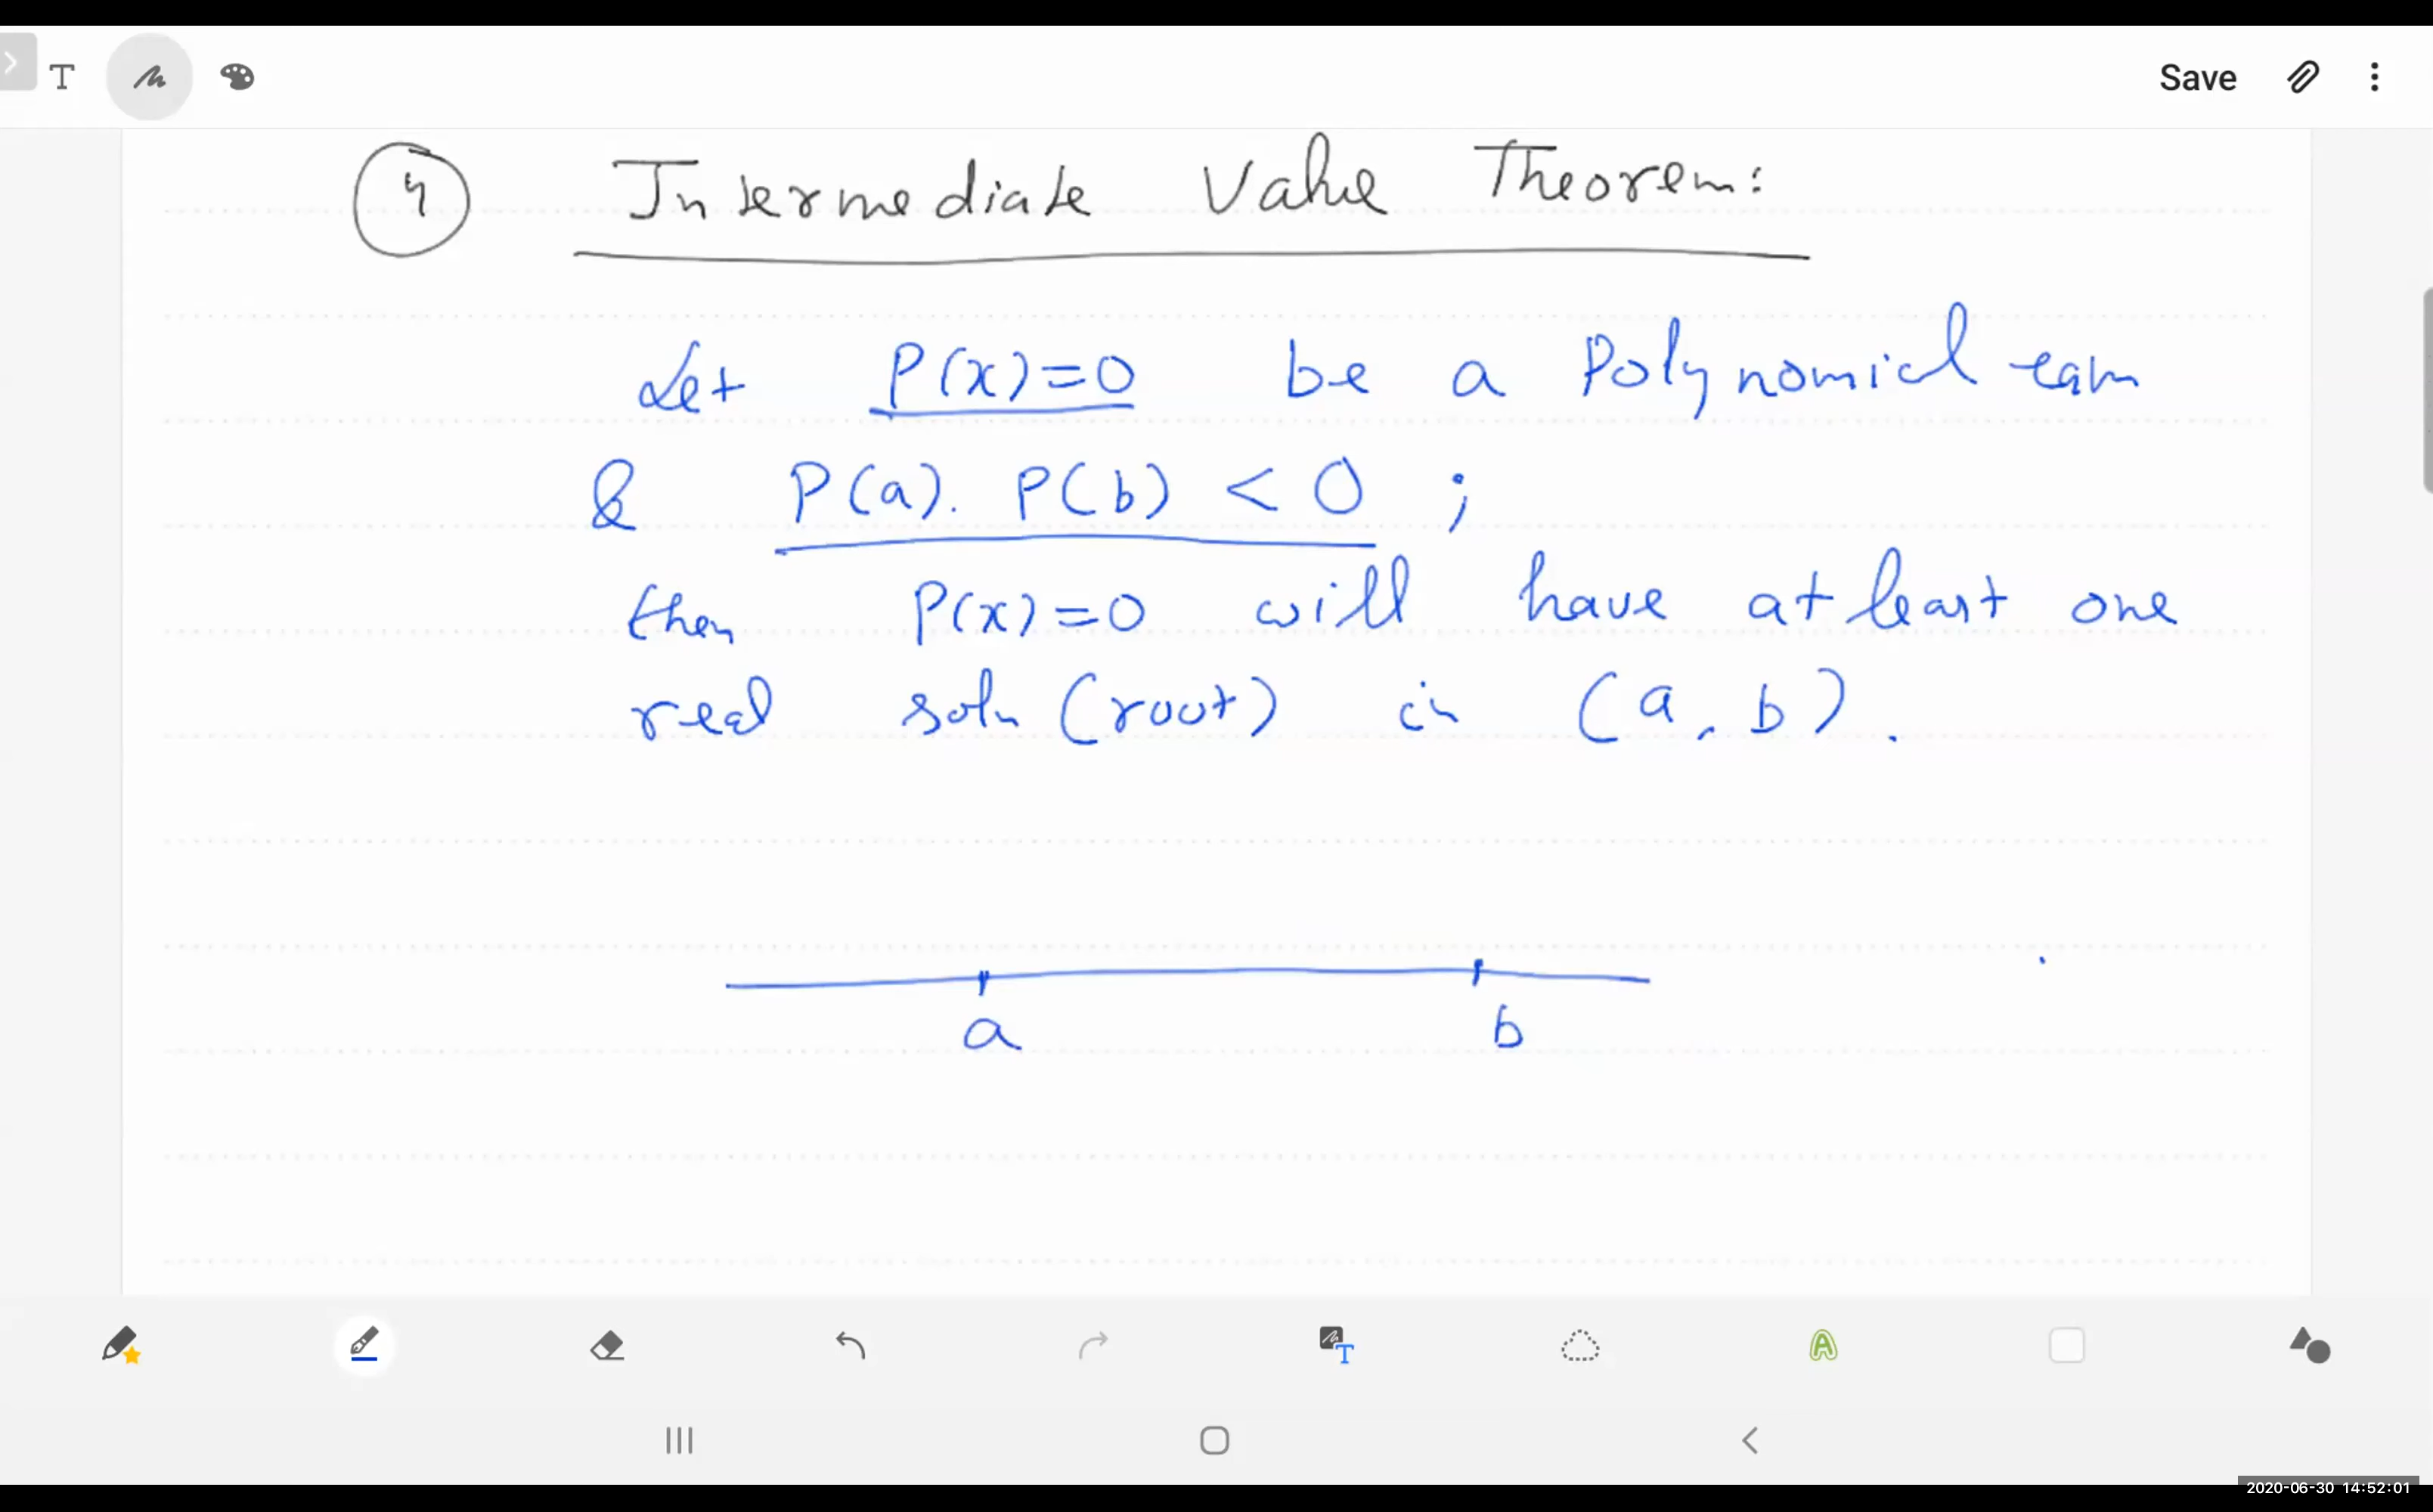 T
Save
4 Intermediate Value Theorem:
Let P(x)=0 be a Polynomial eqn
& P(a). P(b) < 0 ;
then P(x)=0 will have at least one
real soln (root) in (a, b).
a b
T A
2020-06-30 14:52:01